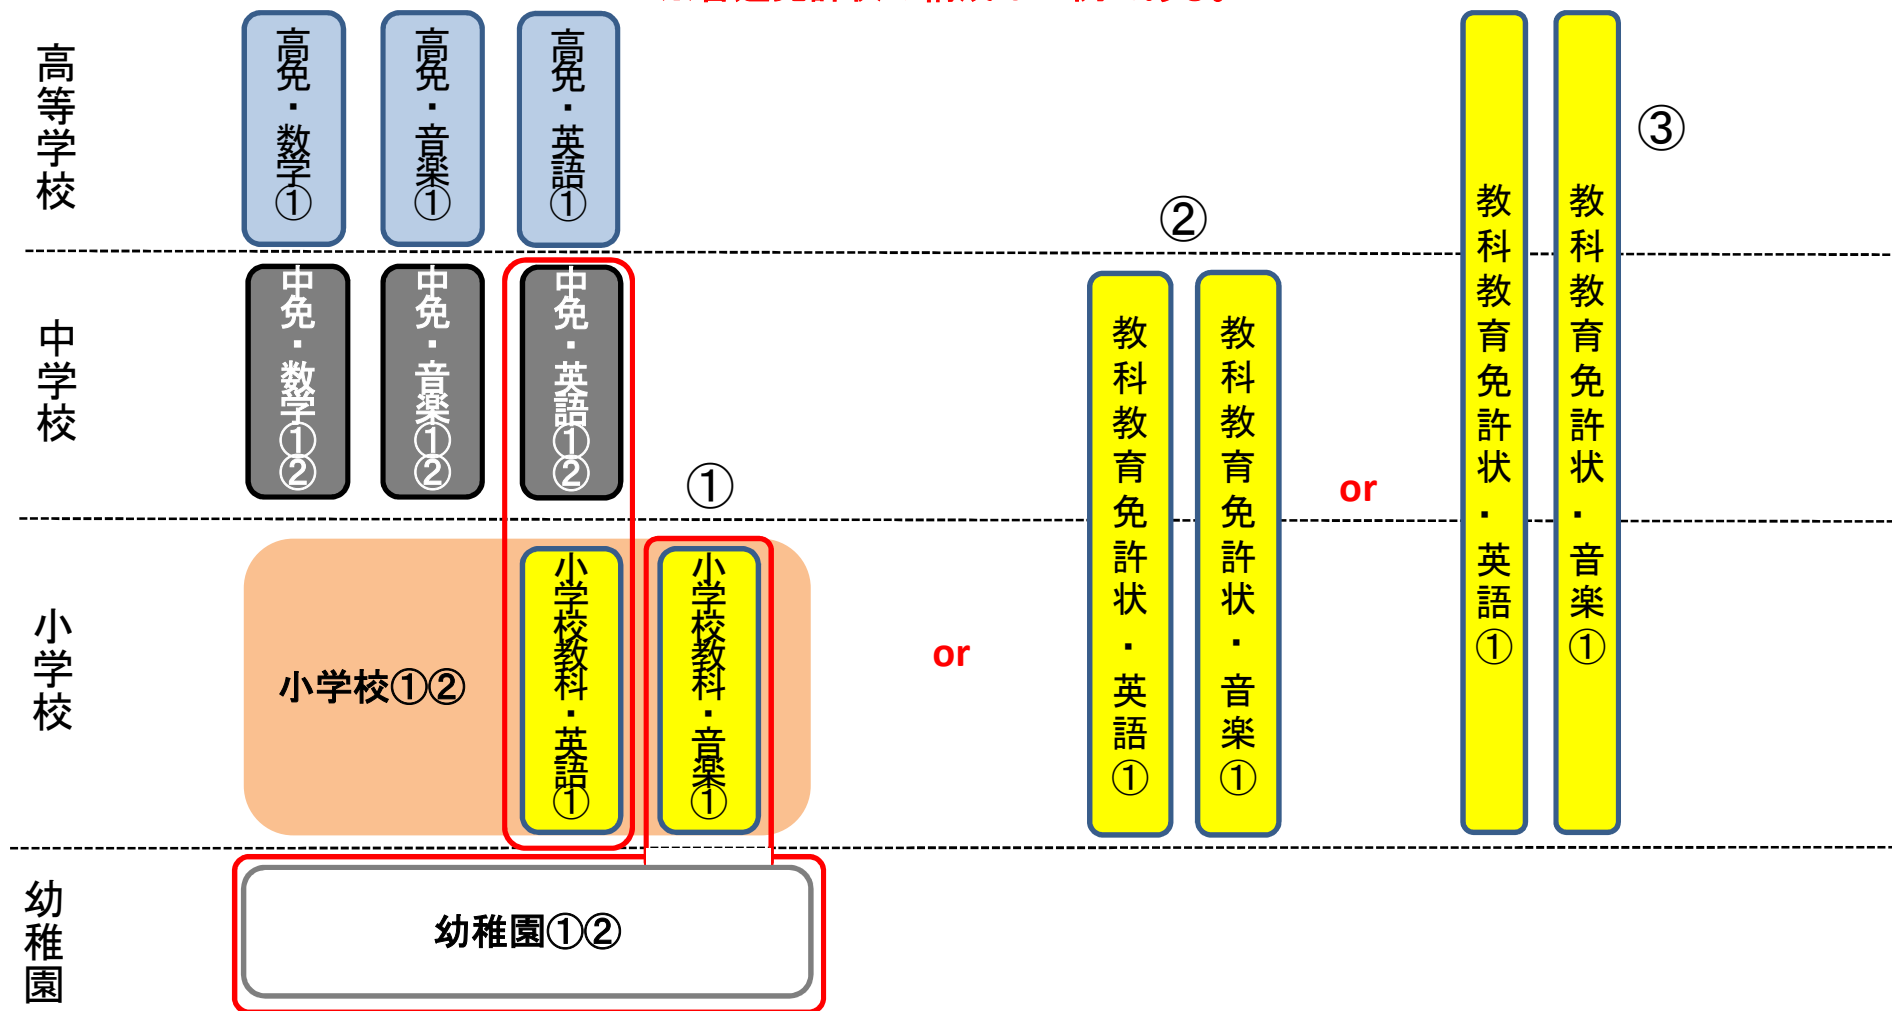 高等学校
高免・数学①
高免・音楽①
高免・英語①
中学校
中免・数学①②
中免・音楽①②
中免・英語①②
①
小学校
小学校①②
小学校教科・英語①
小学校教科・音楽①
幼稚園
幼稚園①②
or
②
教科教育免許状・英語①
教科教育免許状・音楽①
or
③
教科教育免許状・英語①
教科教育免許状・音楽①